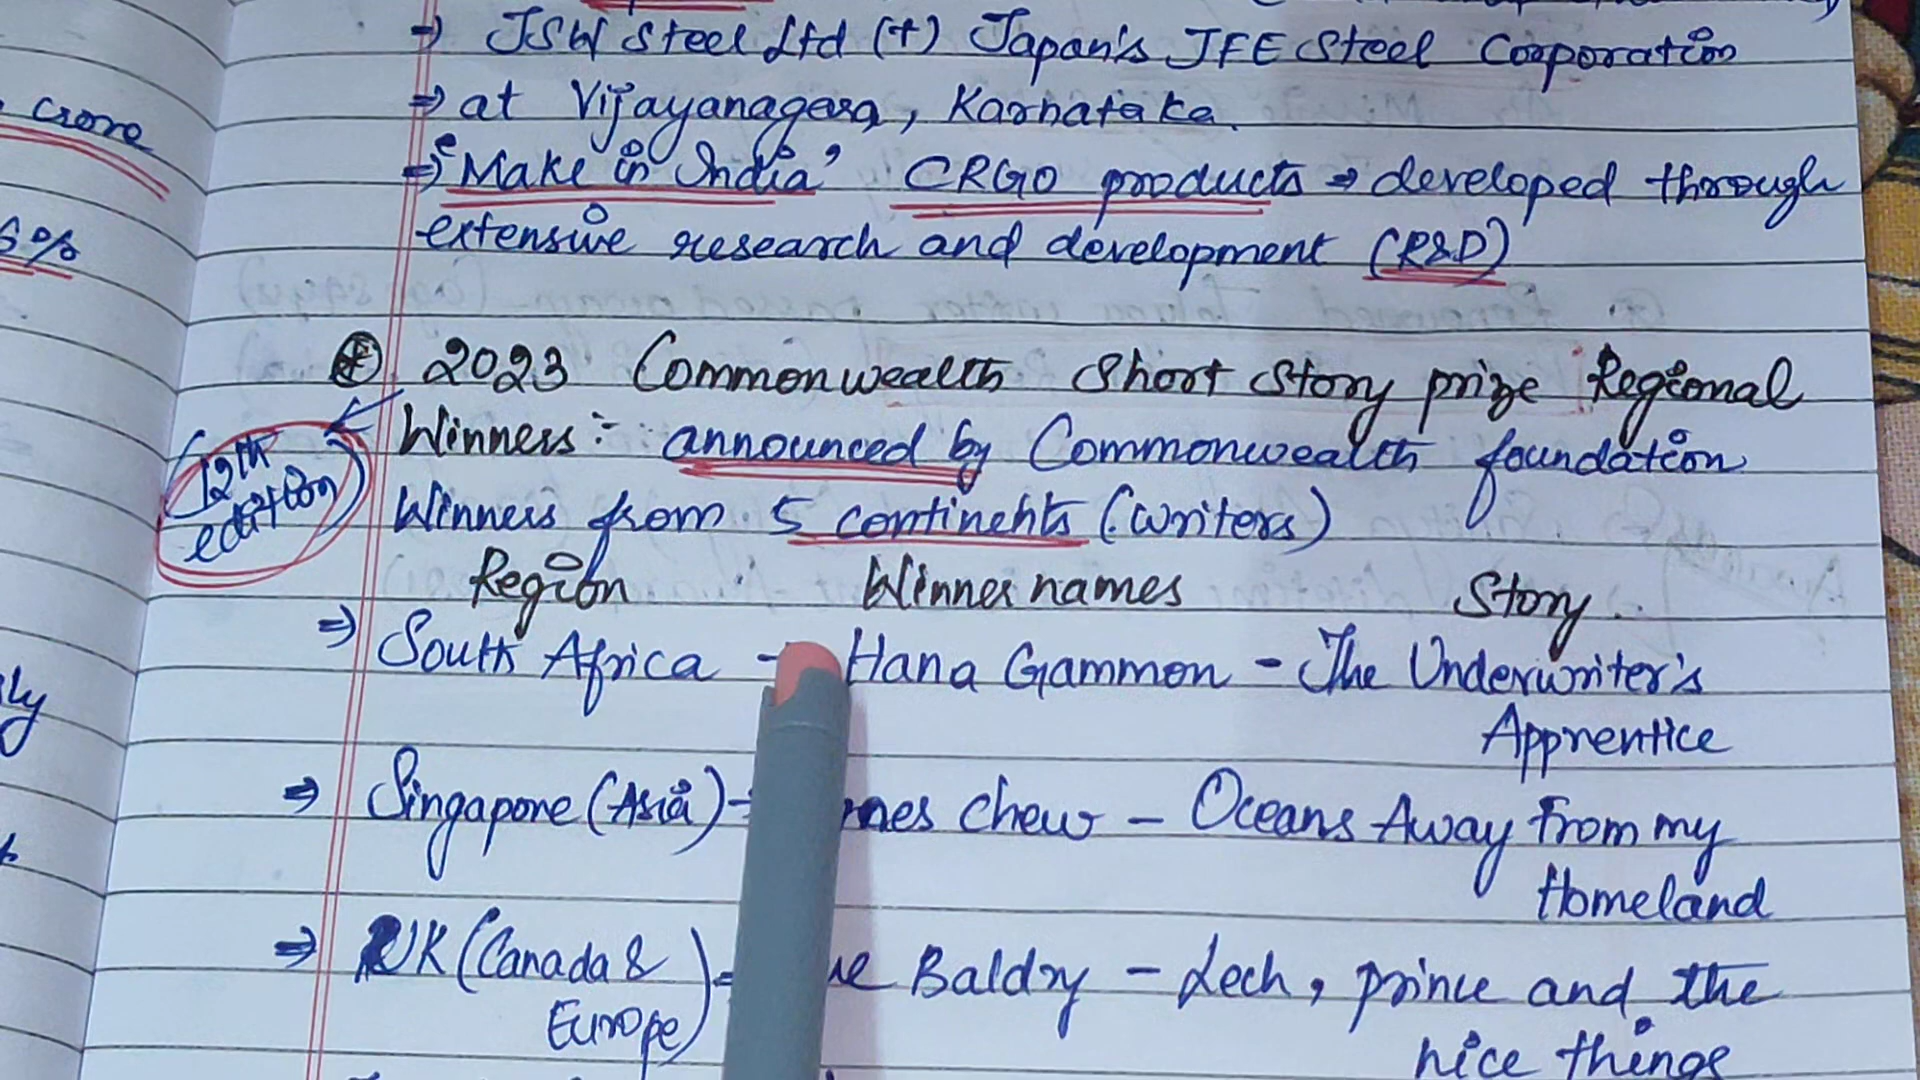 crore
6%
ly
→ JSW Steel Ltd (+) Japan's JFE Steel Corporation
⇒ at Vijayanagara, Karnataka.
⇒ 'Make in India' CRGO products → developed through
extensive research and development (R&D)
⊛ 2023 Commonwealth Short Story prize Regional
Winners:- announced by Commonwealth foundation
12th edition
Winners from 5 continents (writers)
Region Winner names Story
⇒ South Africa - Hana Gammon - The Underwriter's
Apprentice
⇒ Singapore (Asia) - Chew - Oceans Away From my
Homeland
⇒ UK (Canada & Europe) - Baldry - Lech, prince and the
nice things